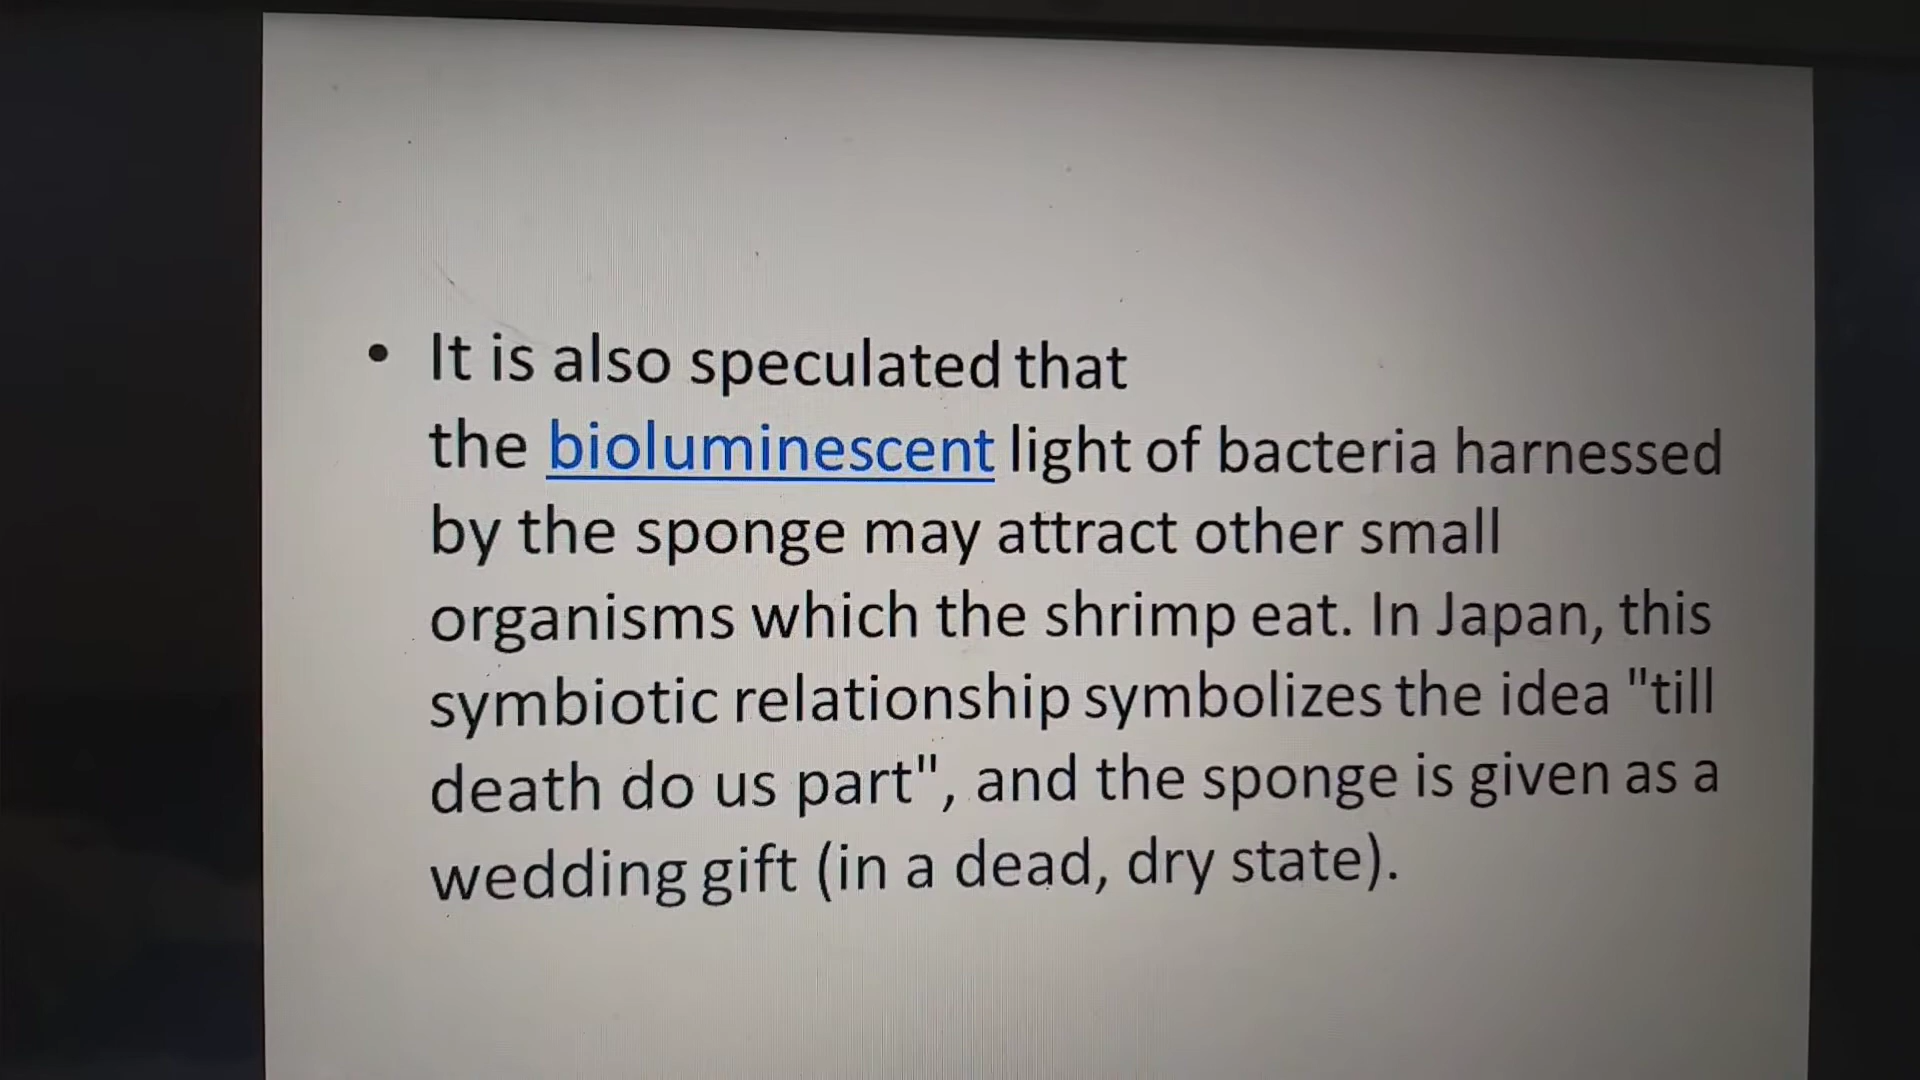 • It is also speculated that
the bioluminescent light of bacteria harnessed
by the sponge may attract other small
organisms which the shrimp eat. In Japan, this
symbiotic relationship symbolizes the idea "till
death do us part", and the sponge is given as a
wedding gift (in a dead, dry state).